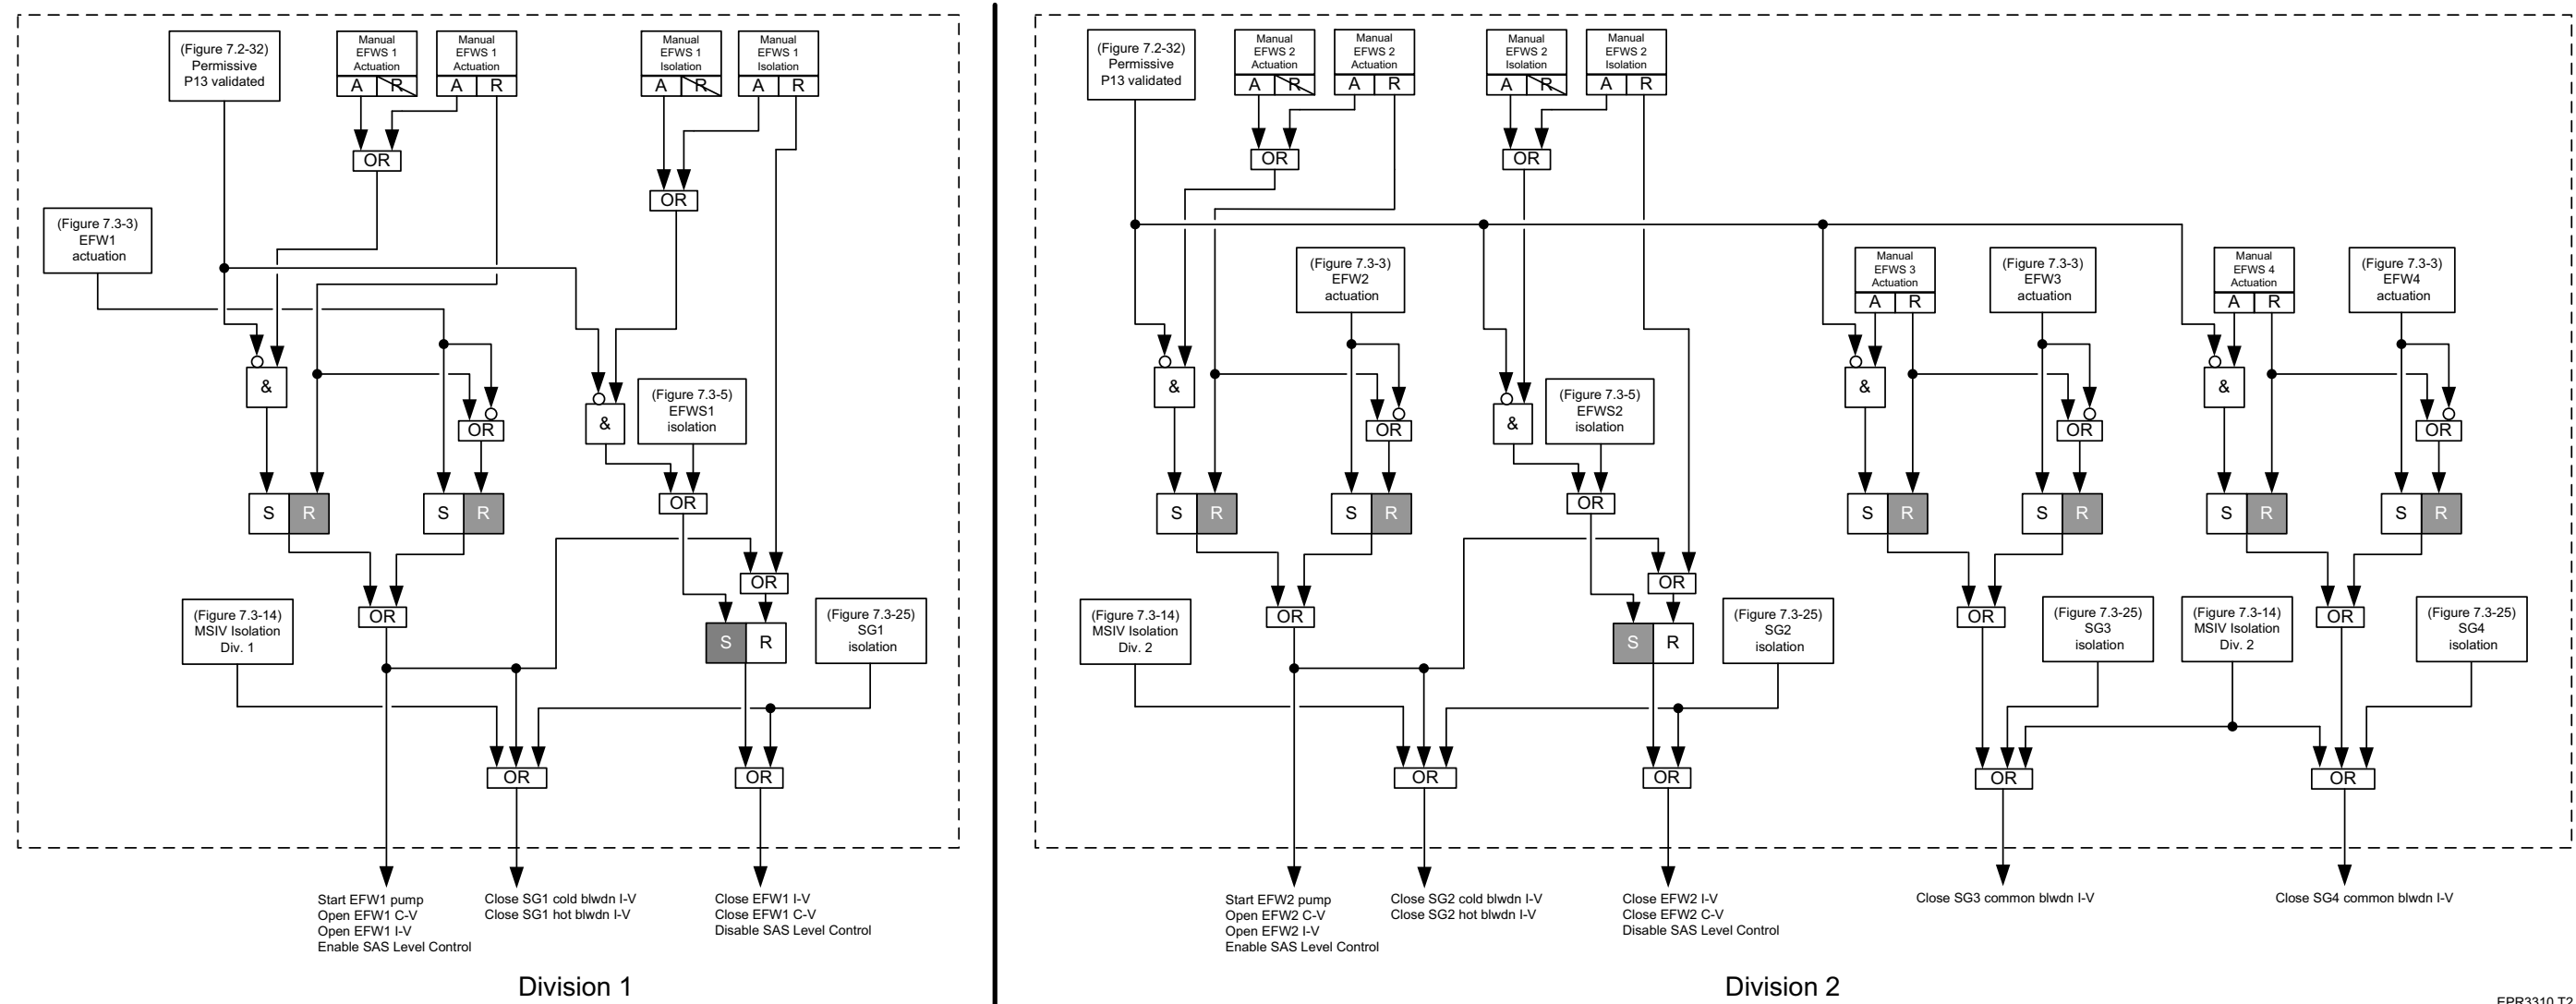 (Figure 7.2-32)
Permissive
P13 validated
Manual
EFWS 1
Actuation
A R
Manual
EFWS 1
Actuation
A R
Manual
EFWS 1
Isolation
A R
Manual
EFWS 1
Isolation
A R
OR
OR
(Figure 7.3-3)
EFW1
actuation
&
OR
&
(Figure 7.3-5)
EFWS1
isolation
S R
S R
OR
OR
(Figure 7.3-14)
MSIV Isolation
Div. 1
OR
S R
(Figure 7.3-25)
SG1
isolation
OR
OR
Start EFW1 pump
Open EFW1 C-V
Open EFW1 I-V
Enable SAS Level Control
Close SG1 cold blwdn I-V
Close SG1 hot blwdn I-V
Close EFW1 I-V
Close EFW1 C-V
Disable SAS Level Control
Division 1
(Figure 7.2-32)
Permissive
P13 validated
Manual
EFWS 2
Actuation
A R
Manual
EFWS 2
Actuation
A R
Manual
EFWS 2
Isolation
A R
Manual
EFWS 2
Isolation
A R
OR
OR
(Figure 7.3-3)
EFW2
actuation
Manual
EFWS 3
Actuation
A R
(Figure 7.3-3)
EFW3
actuation
Manual
EFWS 4
Actuation
A R
(Figure 7.3-3)
EFW4
actuation
&
OR
&
(Figure 7.3-5)
EFWS2
isolation
&
OR
&
OR
S R
S R
OR
S R
S R
S R
S R
OR
(Figure 7.3-14)
MSIV Isolation
Div. 2
OR
S R
(Figure 7.3-25)
SG2
isolation
OR
(Figure 7.3-25)
SG3
isolation
(Figure 7.3-14)
MSIV Isolation
Div. 2
OR
(Figure 7.3-25)
SG4
isolation
OR
OR
OR
OR
Start EFW2 pump
Open EFW2 C-V
Open EFW2 I-V
Enable SAS Level Control
Close SG2 cold blwdn I-V
Close SG2 hot blwdn I-V
Close EFW2 I-V
Close EFW2 C-V
Disable SAS Level Control
Close SG3 common blwdn I-V
Close SG4 common blwdn I-V
Division 2
EPR3310 T2